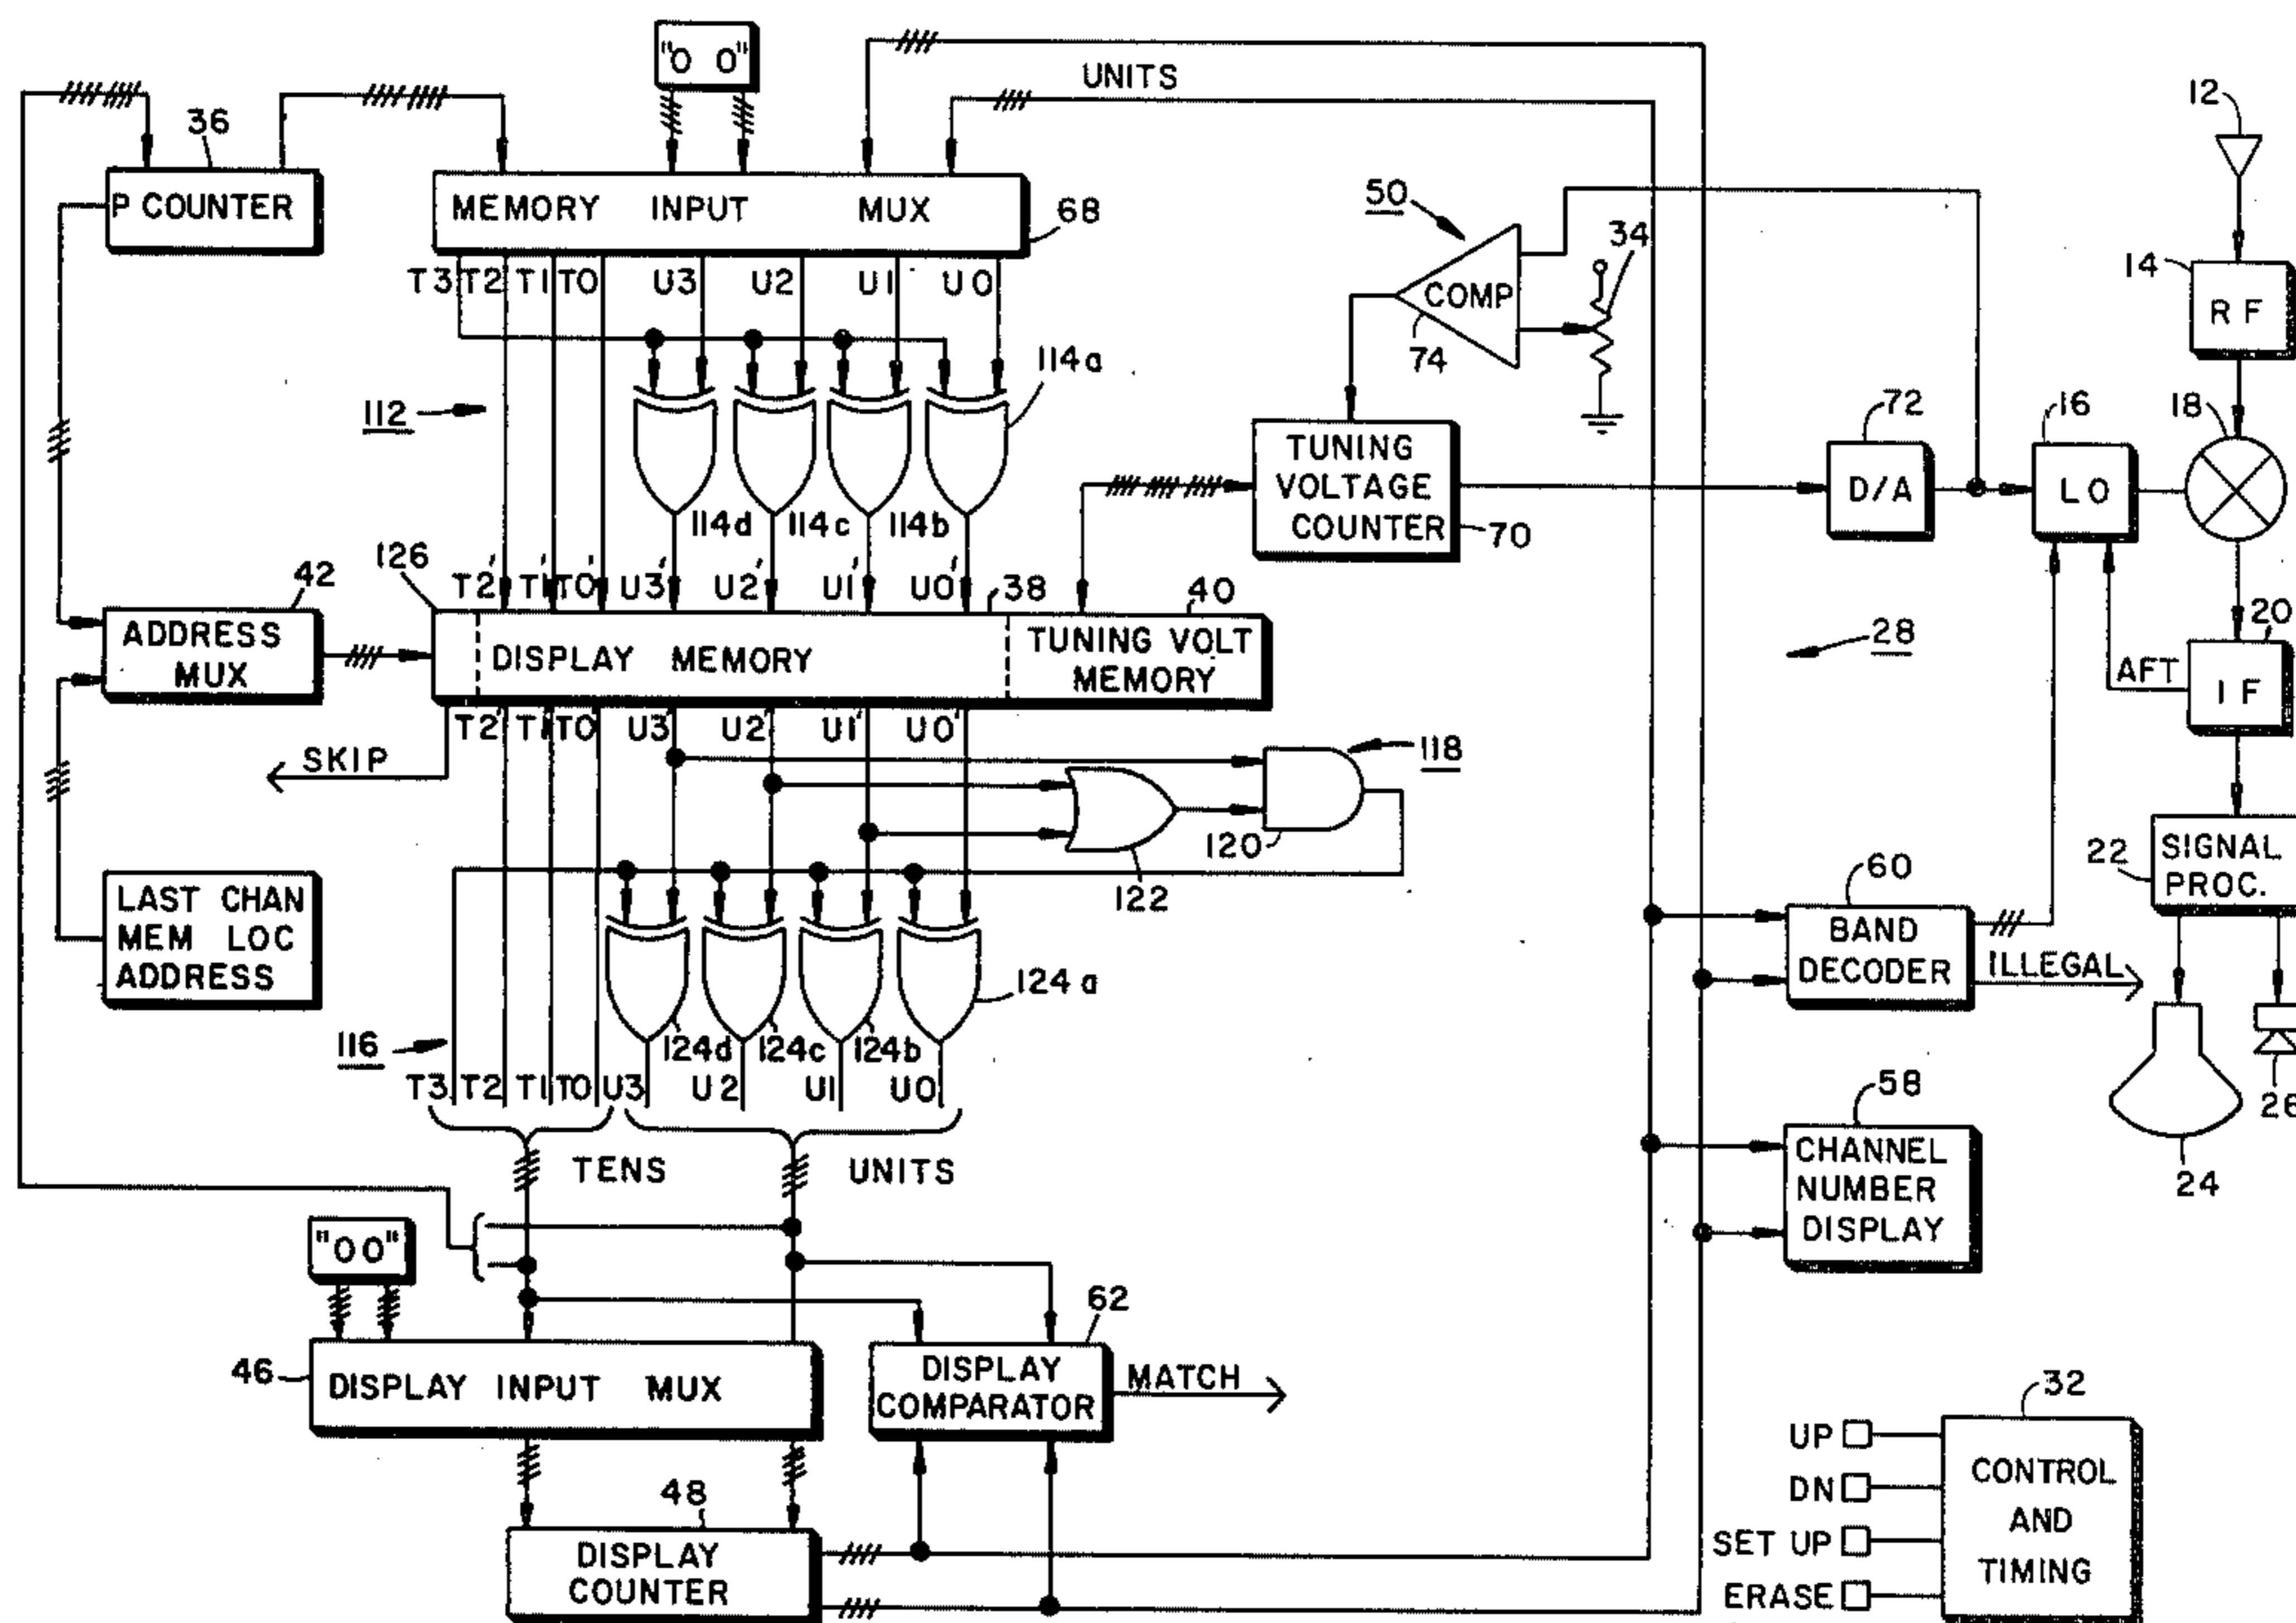 "0 0"
UNITS
12
36
P COUNTER
MEMORY INPUT MUX
68
50
34
14
RF
T3 T2 T1 T0 U3 U2 U1 U0
COMP
74
114a
112
72
16
18
TUNING
VOLTAGE
COUNTER
70
D/A
LO
114d 114c 114b
126
42
T2' T1' T0' U3' U2' U1' U0'
38
40
20
ADDRESS
MUX
DISPLAY MEMORY
TUNING VOLT
MEMORY
28
AFT
IF
T2' T1' T0' U3' U2' U1' U0'
SKIP
118
120
122
22
SIGNAL
PROC.
LAST CHAN
MEM LOC
ADDRESS
60
BAND
DECODER
ILLEGAL
124a
116
124d 124c 124b
T3 T2 T1 T0 U3 U2 U1 U0
58
26
24
TENS
UNITS
CHANNEL
NUMBER
DISPLAY
"00"
62
46
DISPLAY INPUT MUX
DISPLAY
COMPARATOR
MATCH
32
UP
DN
SET UP
ERASE
CONTROL
AND
TIMING
48
DISPLAY
COUNTER